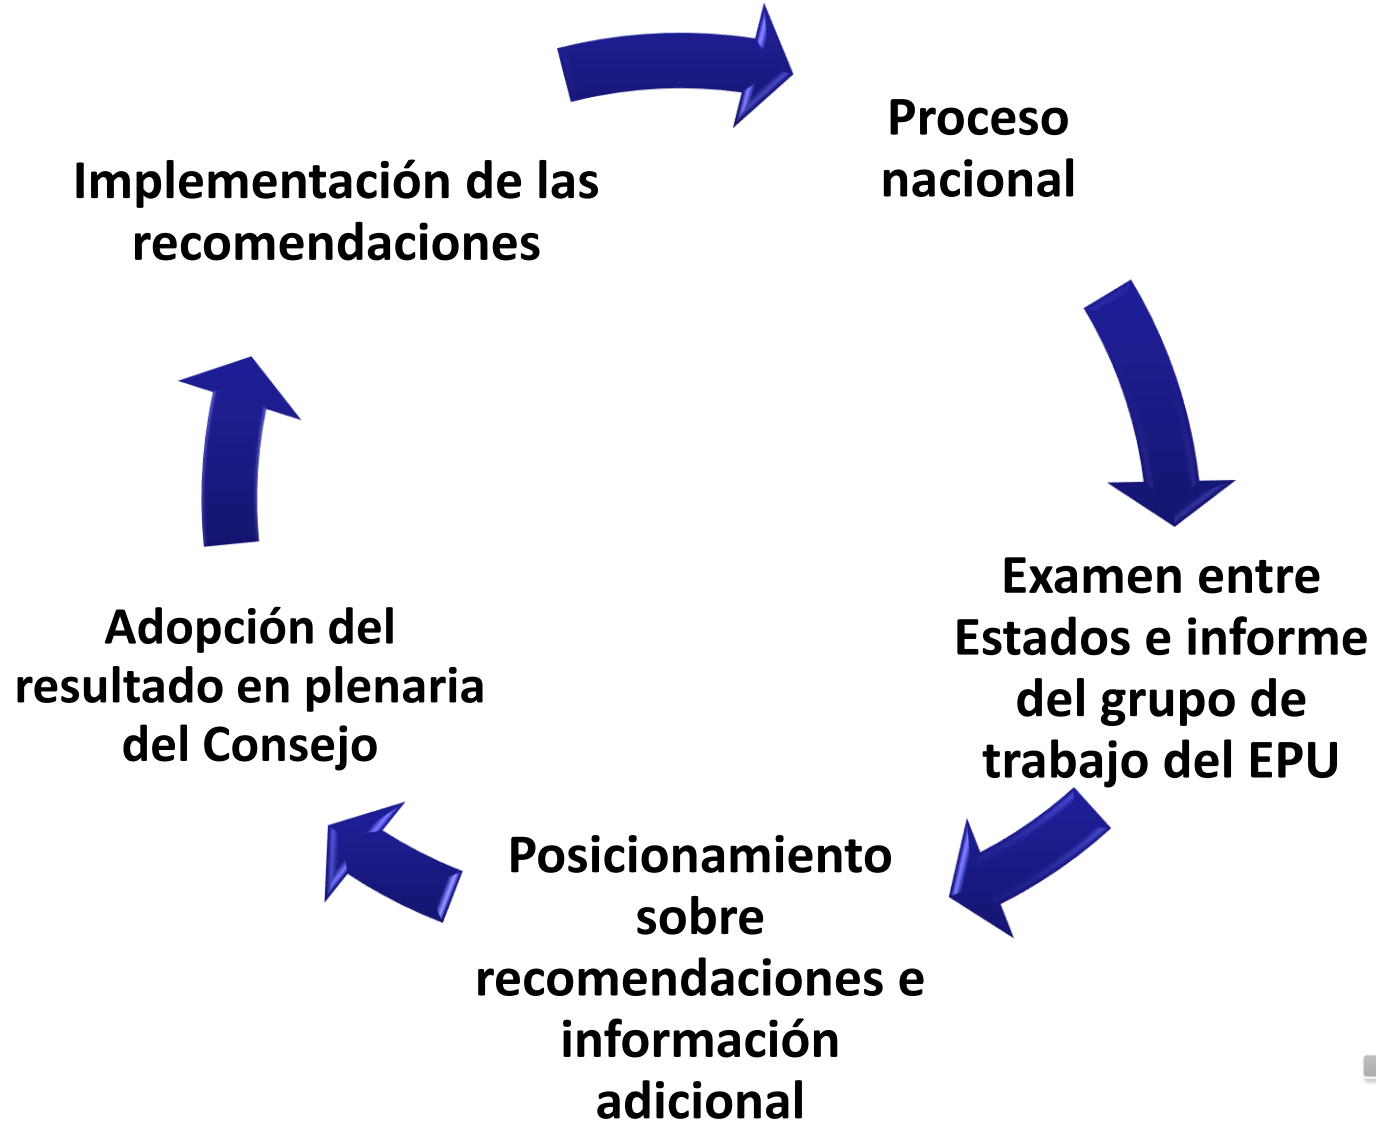 Proceso
nacional
Examen entre
Estados e informe
del grupo de
trabajo del EPU
Posicionamiento
sobre
recomendaciones e
información
adicional
Adopción del
resultado en plenaria
del Consejo
Implementación de las
recomendaciones